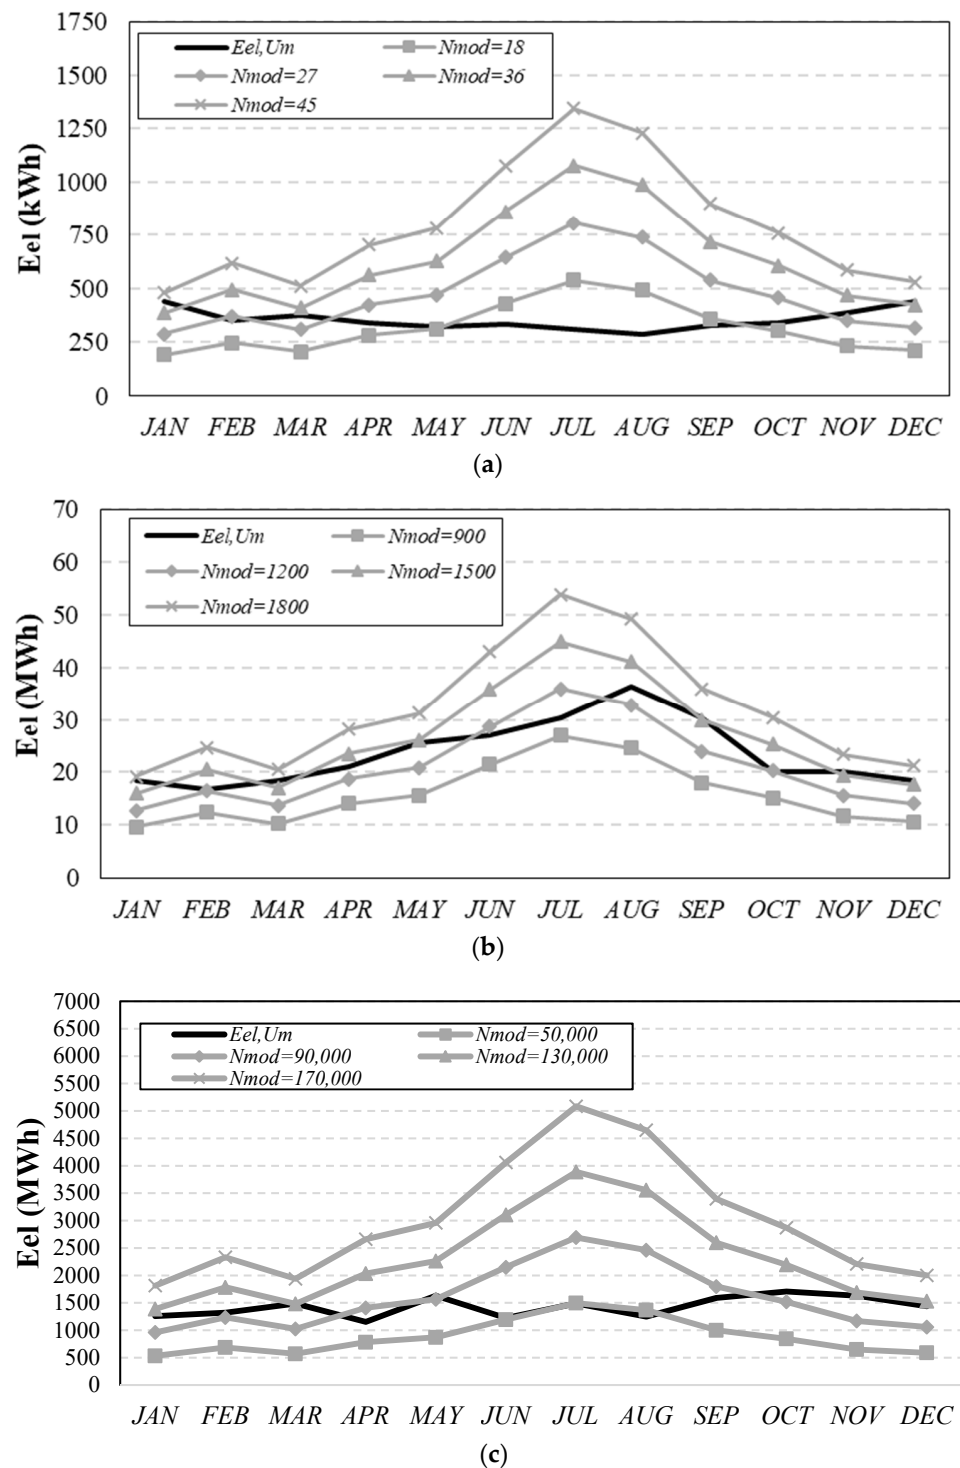 1750
1500
1250
1000
750
500
250
0
Eel (kWh)
Eel,Um Nmod=18
Nmod=27 Nmod=36
Nmod=45
JAN FEB MAR APR MAY JUN JUL AUG SEP OCT NOV DEC
(a)
70
60
50
40
30
20
10
0
Eel (MWh)
Eel,Um Nmod=900
Nmod=1200 Nmod=1500
Nmod=1800
JAN FEB MAR APR MAY JUN JUL AUG SEP OCT NOV DEC
(b)
7000
6500
6000
5500
5000
4500
4000
3500
3000
2500
2000
1500
1000
500
0
Eel (MWh)
Eel,Um Nmod=50,000
Nmod=90,000 Nmod=130,000
Nmod=170,000
JAN FEB MAR APR MAY JUN JUL AUG SEP OCT NOV DEC
(c)